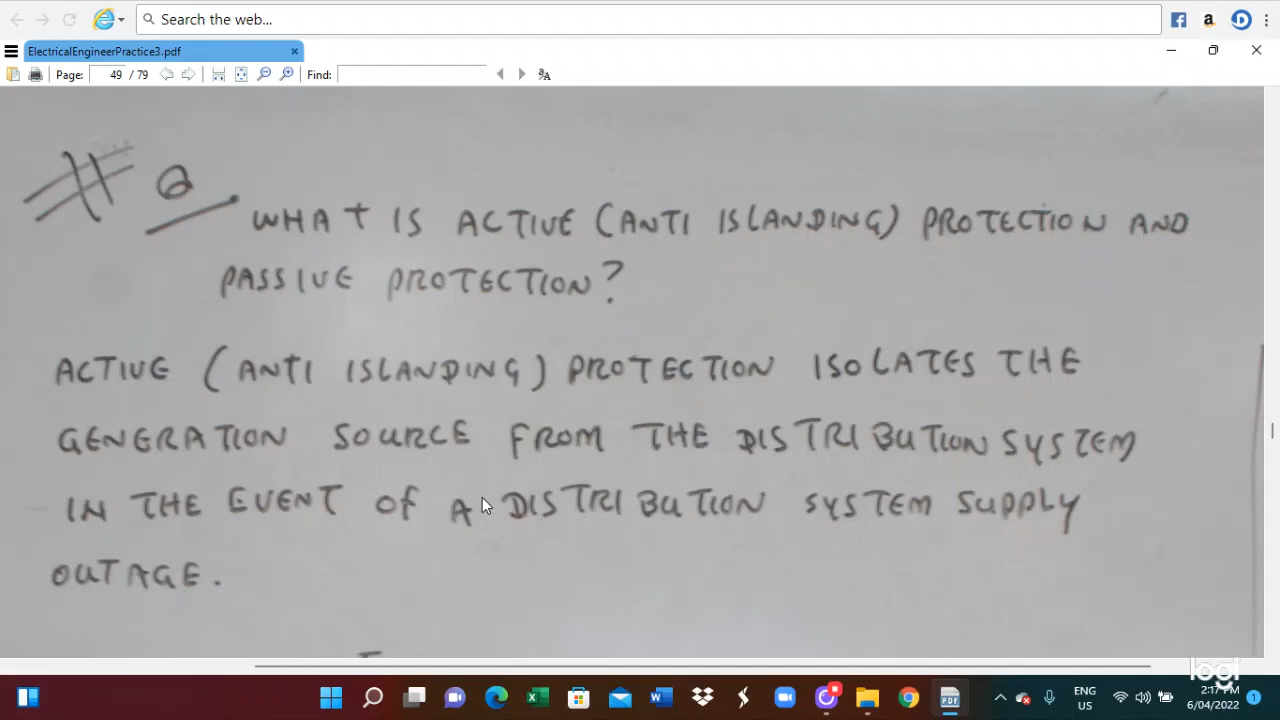 Search the web...
ElectricalEngineerPractice3.pdf
Page: 49 / 79 Find:
# Q
WHAT IS ACTIVE (ANTI ISLANDING) PROTECTION AND
PASSIVE PROTECTION?
ACTIVE (ANTI ISLANDING) PROTECTION ISOLATES THE
GENERATION SOURCE FROM THE DISTRIBUTION SYSTEM
IN THE EVENT OF A DISTRIBUTION SYSTEM SUPPLY
OUTAGE.
logi
ENG
US
2:17 PM
6/04/2022